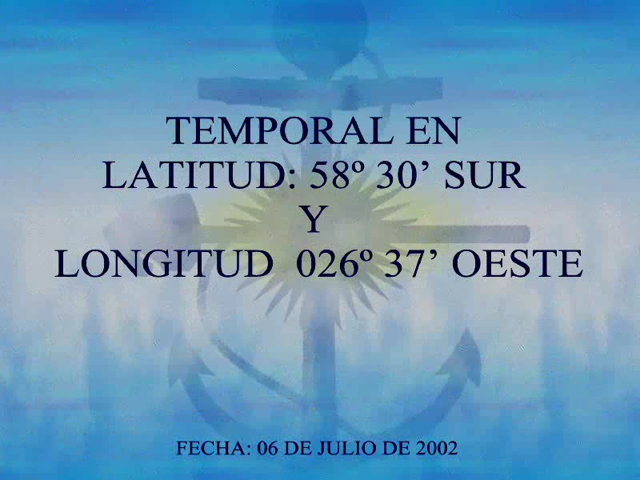 TEMPORAL EN
LATITUD: 58º 30’ SUR
Y
LONGITUD 026º 37’ OESTE
FECHA: 06 DE JULIO DE 2002